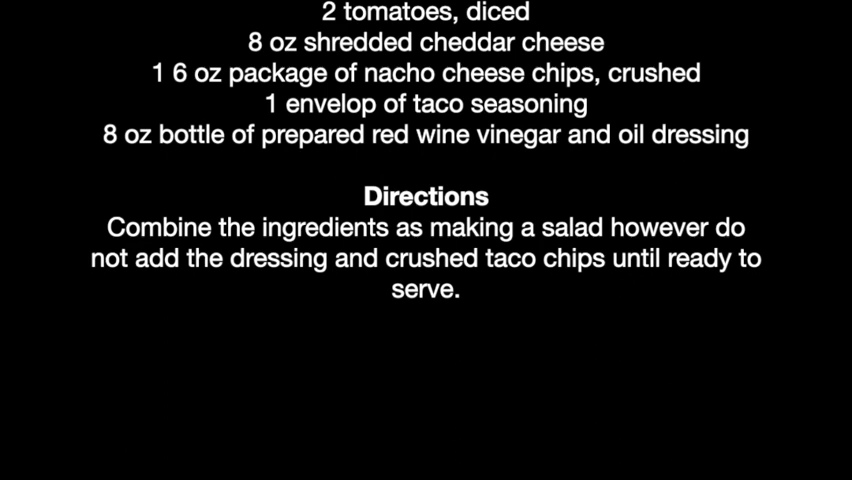 2 tomatoes, diced
8 oz shredded cheddar cheese
1 6 oz package of nacho cheese chips, crushed
1 envelop of taco seasoning
8 oz bottle of prepared red wine vinegar and oil dressing
Directions
Combine the ingredients as making a salad however do
not add the dressing and crushed taco chips until ready to
serve.